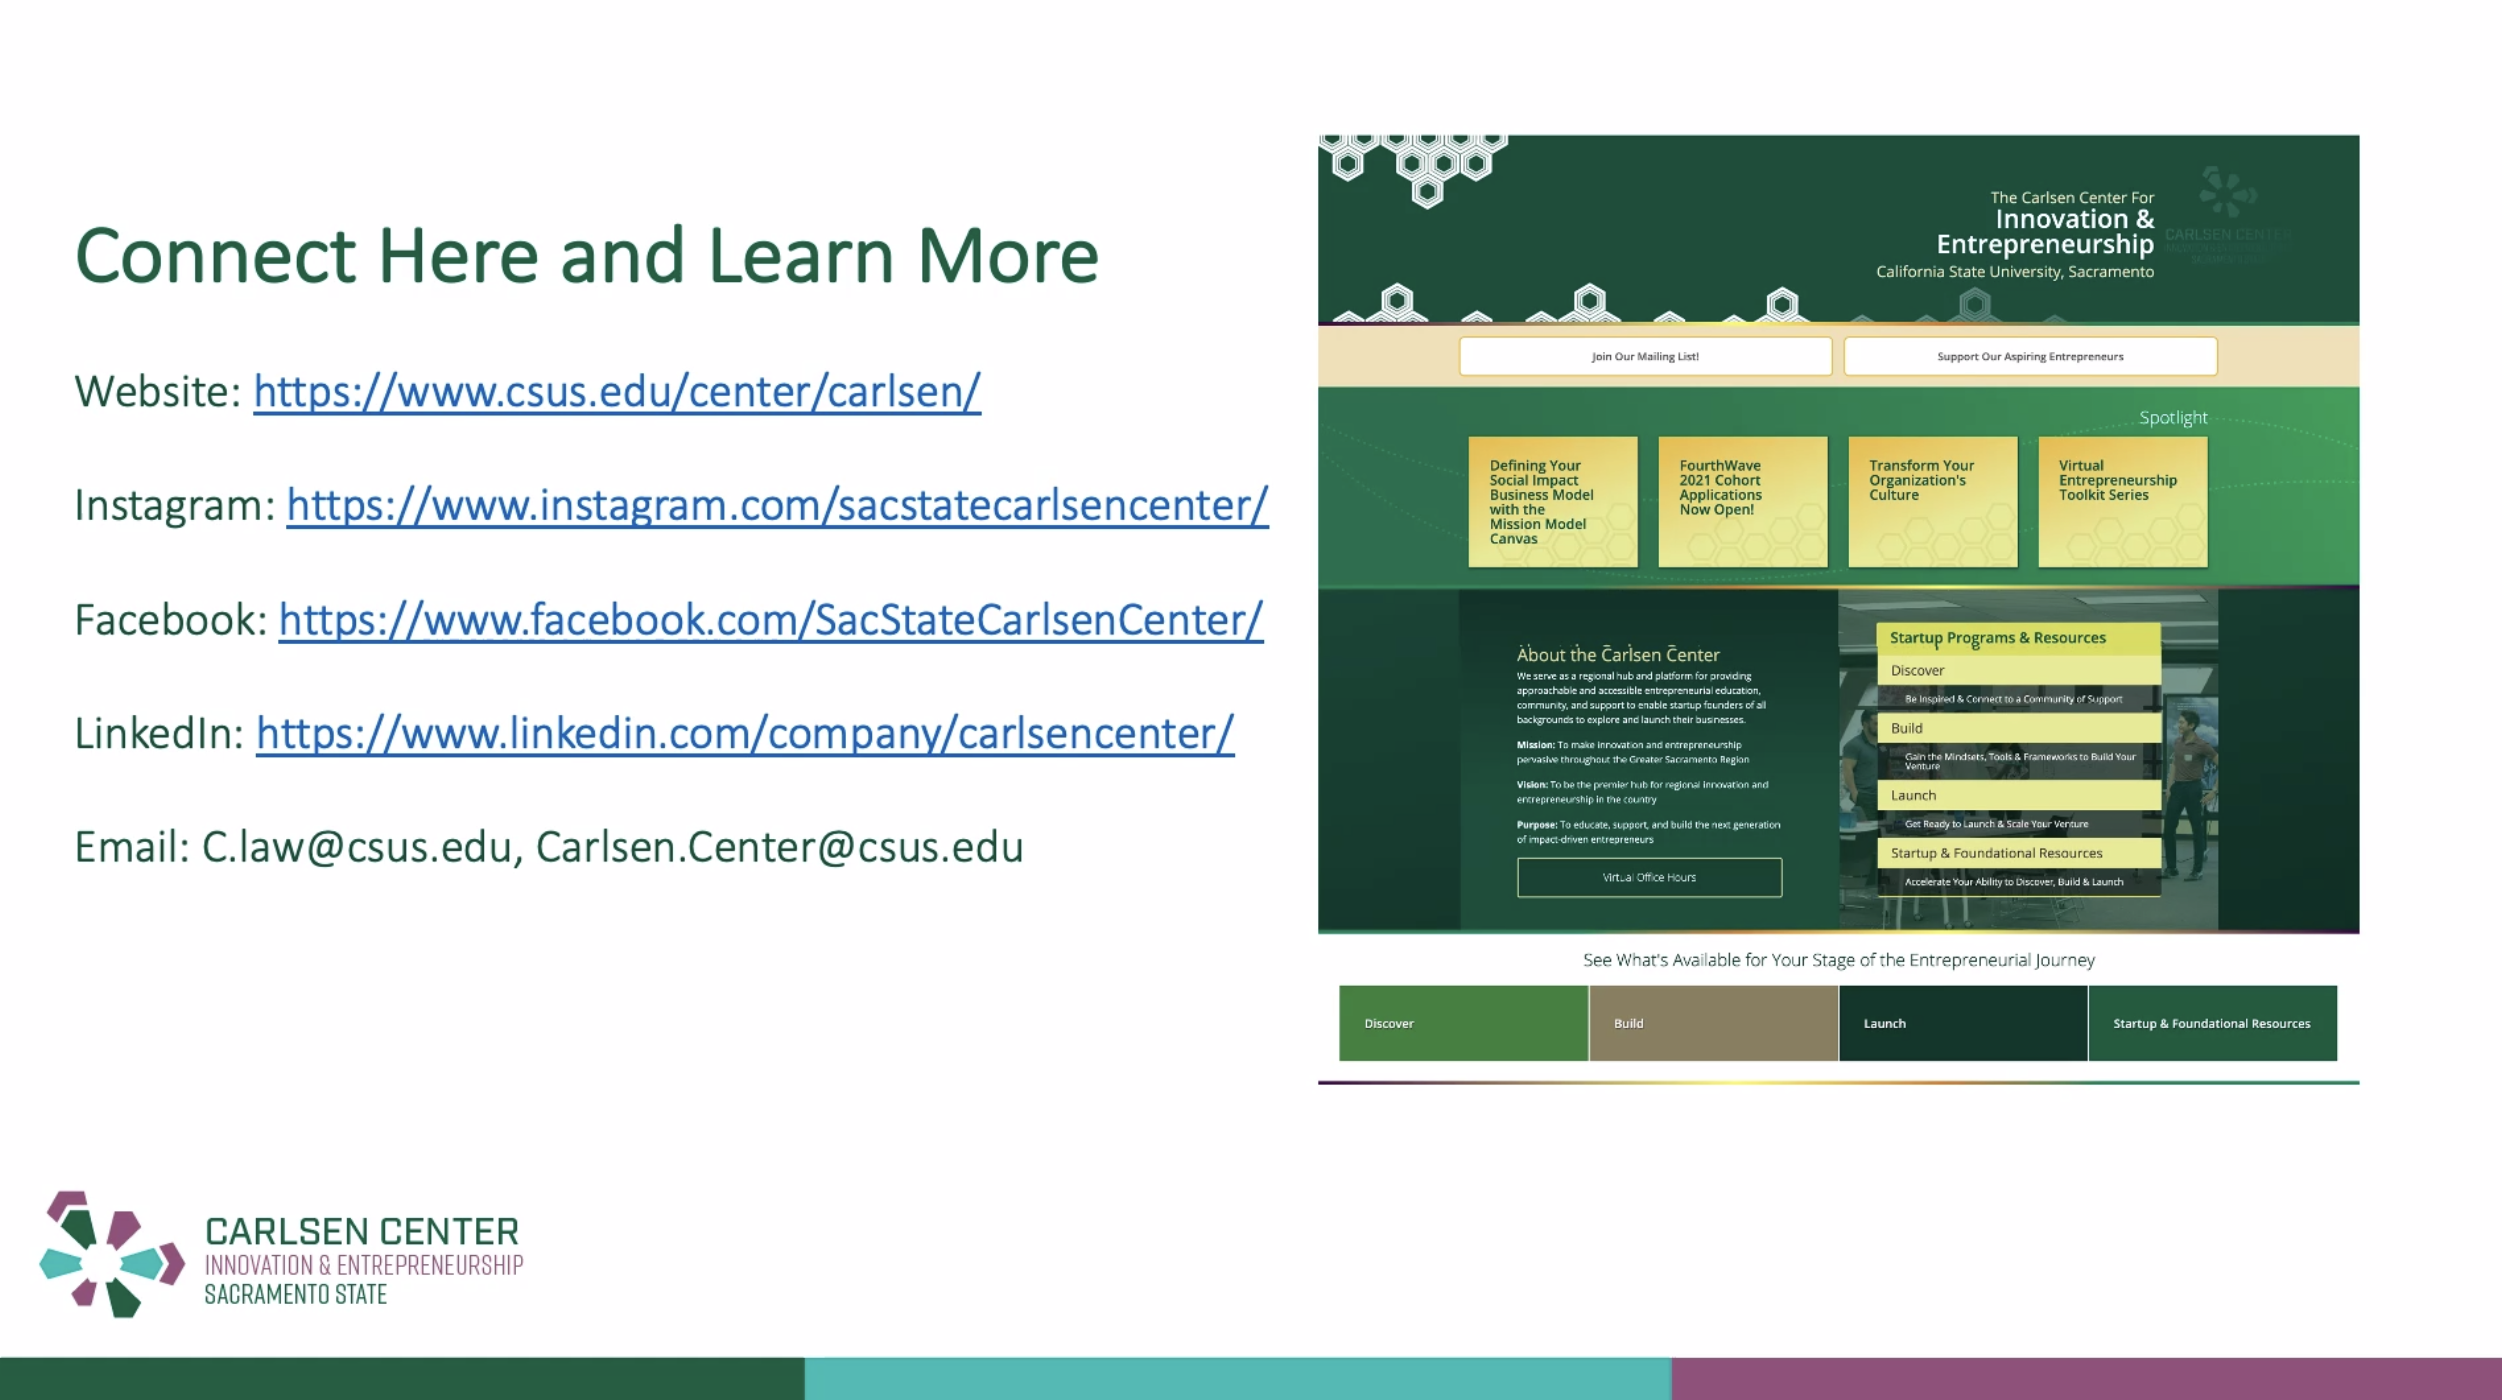 Connect Here and Learn More
Website: https://www.csus.edu/center/carlsen/
Instagram: https://www.instagram.com/sacstatecarlsencenter/
Facebook: https://www.facebook.com/SacStateCarlsenCenter/
LinkedIn: https://www.linkedin.com/company/carlsencenter/
Email: C.law@csus.edu, Carlsen.Center@csus.edu
The Carlsen Center For
Innovation &
Entrepreneurship
California State University, Sacramento
CARLSEN CENTER
Join Our Mailing List!
Support Our Aspiring Entrepreneurs
Spotlight
Defining Your
Social Impact
Business Model
with the
Mission Model
Canvas
FourthWave
2021 Cohort
Applications
Now Open!
Transform Your
Organization's
Culture
Virtual
Entrepreneurship
Toolkit Series
About the Carlsen Center
We serve as a regional hub and platform for providing
approachable and accessible entrepreneurial education,
community, and support to enable startup founders of all
backgrounds to explore and launch their businesses.
Mission: To make innovation and entrepreneurship
pervasive throughout the Greater Sacramento Region
Vision: To be the premier hub for regional innovation and
entrepreneurship in the country
Purpose: To educate, support, and build the next generation
of impact-driven entrepreneurs
Virtual Office Hours
Startup Programs & Resources
Discover
Be Inspired & Connect to a Community of Support
Build
Gain the Mindsets, Tools & Frameworks to Build Your
Venture
Launch
Get Ready to Launch & Scale Your Venture
Startup & Foundational Resources
Accelerate Your Ability to Discover, Build & Launch
See What's Available for Your Stage of the Entrepreneurial Journey
Discover
Build
Launch
Startup & Foundational Resources
CARLSEN CENTER
INNOVATION & ENTREPRENEURSHIP
SACRAMENTO STATE